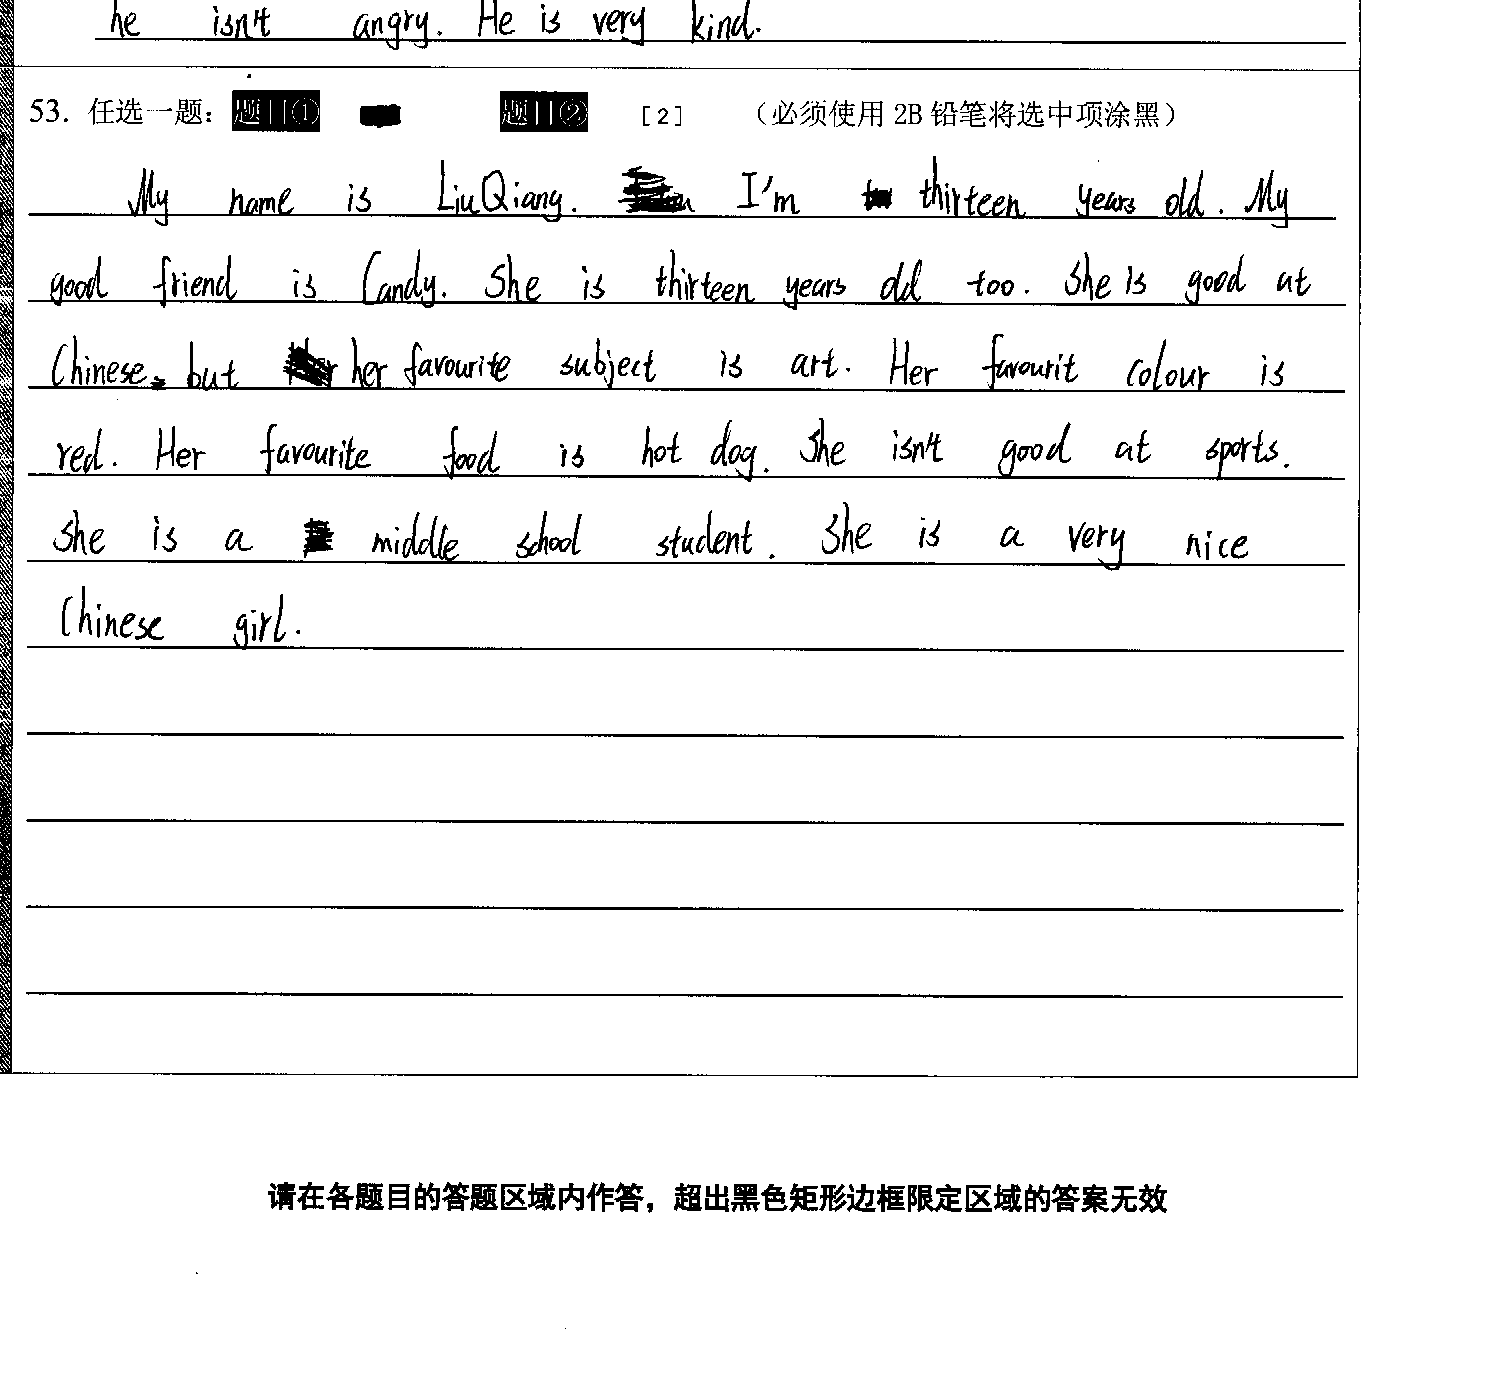 he isn't angry. He is very kind.
53. 任选一题: 题目① 题目② [2] (必须使用 2B 铅笔将选中项涂黑)
My name is LiuQiang. I'm thirteen years old. My
good friend is Candy. She is thirteen years old too. She is good at
Chinese, but her favourite subject is art. Her favourit colour is
red. Her favourite food is hot dog. She isn't good at sports.
She is a middle school student. She is a very nice
Chinese girl.
请在各题目的答题区域内作答，超出黑色矩形边框限定区域的答案无效